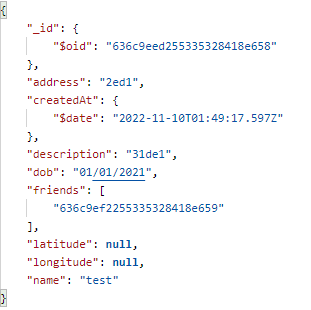 {
    "_id": {
        "$oid": "636c9eed255335328418e658"
    },
    "address": "2ed1",
    "createdAt": {
        "$date": "2022-11-10T01:49:17.597Z"
    },
    "description": "31de1",
    "dob": "01/01/2021",
    "friends": [
        "636c9ef2255335328418e659"
    ],
    "latitude": null,
    "longitude": null,
    "name": "test"
}